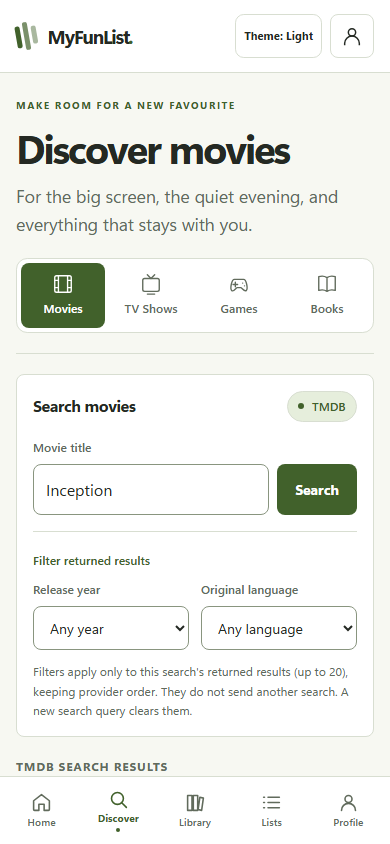 MyFunList.
Theme: Light
MAKE ROOM FOR A NEW FAVOURITE
Discover movies
For the big screen, the quiet evening, and
everything that stays with you.
Movies
TV Shows
Games
Books
Search movies
TMDB
Movie title
Inception
Search
Filter returned results
Release year
Original language
Any year
Any language
Filters apply only to this search's returned results (up to 20),
keeping provider order. They do not send another search. A
new search query clears them.
TMDB SEARCH RESULTS
Home
Discover
Library
Lists
Profile